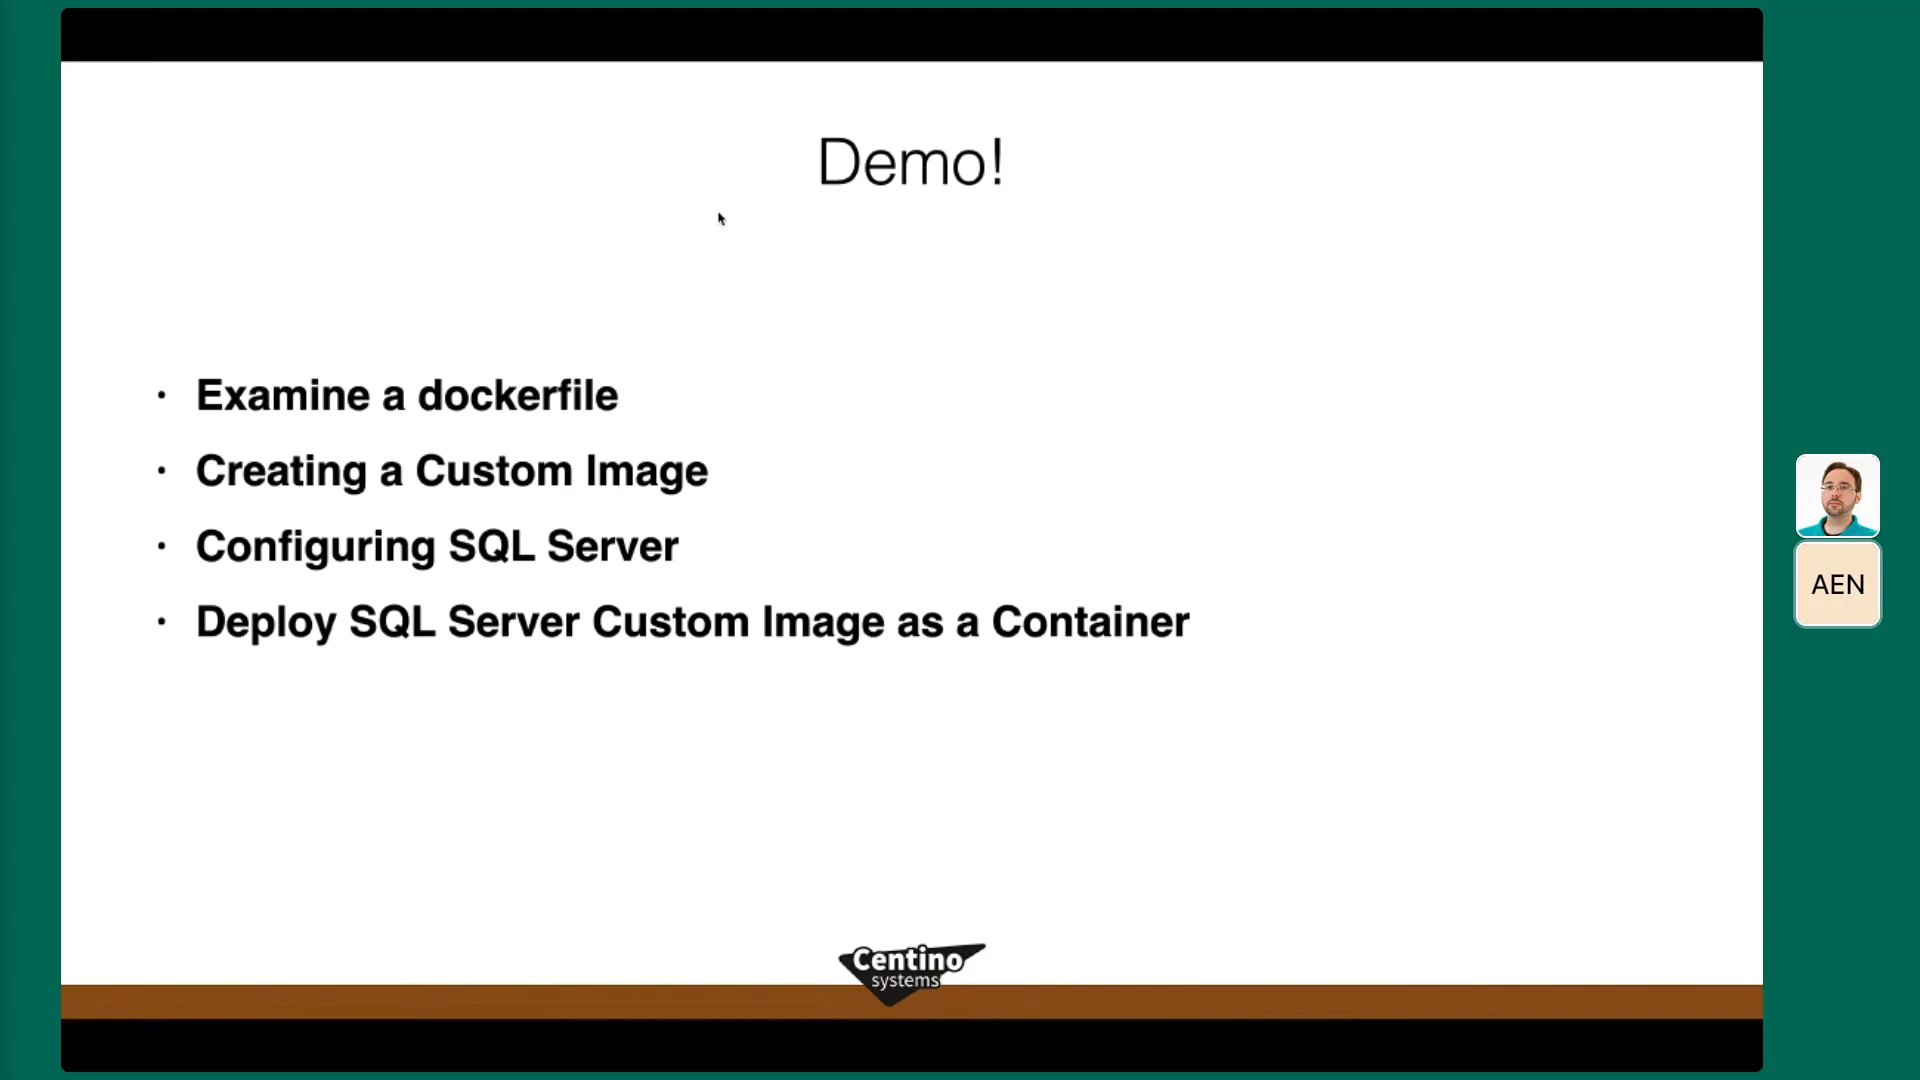 Demo!
· Examine a dockerfile
· Creating a Custom Image
· Configuring SQL Server
· Deploy SQL Server Custom Image as a Container
AEN
Centino
systems